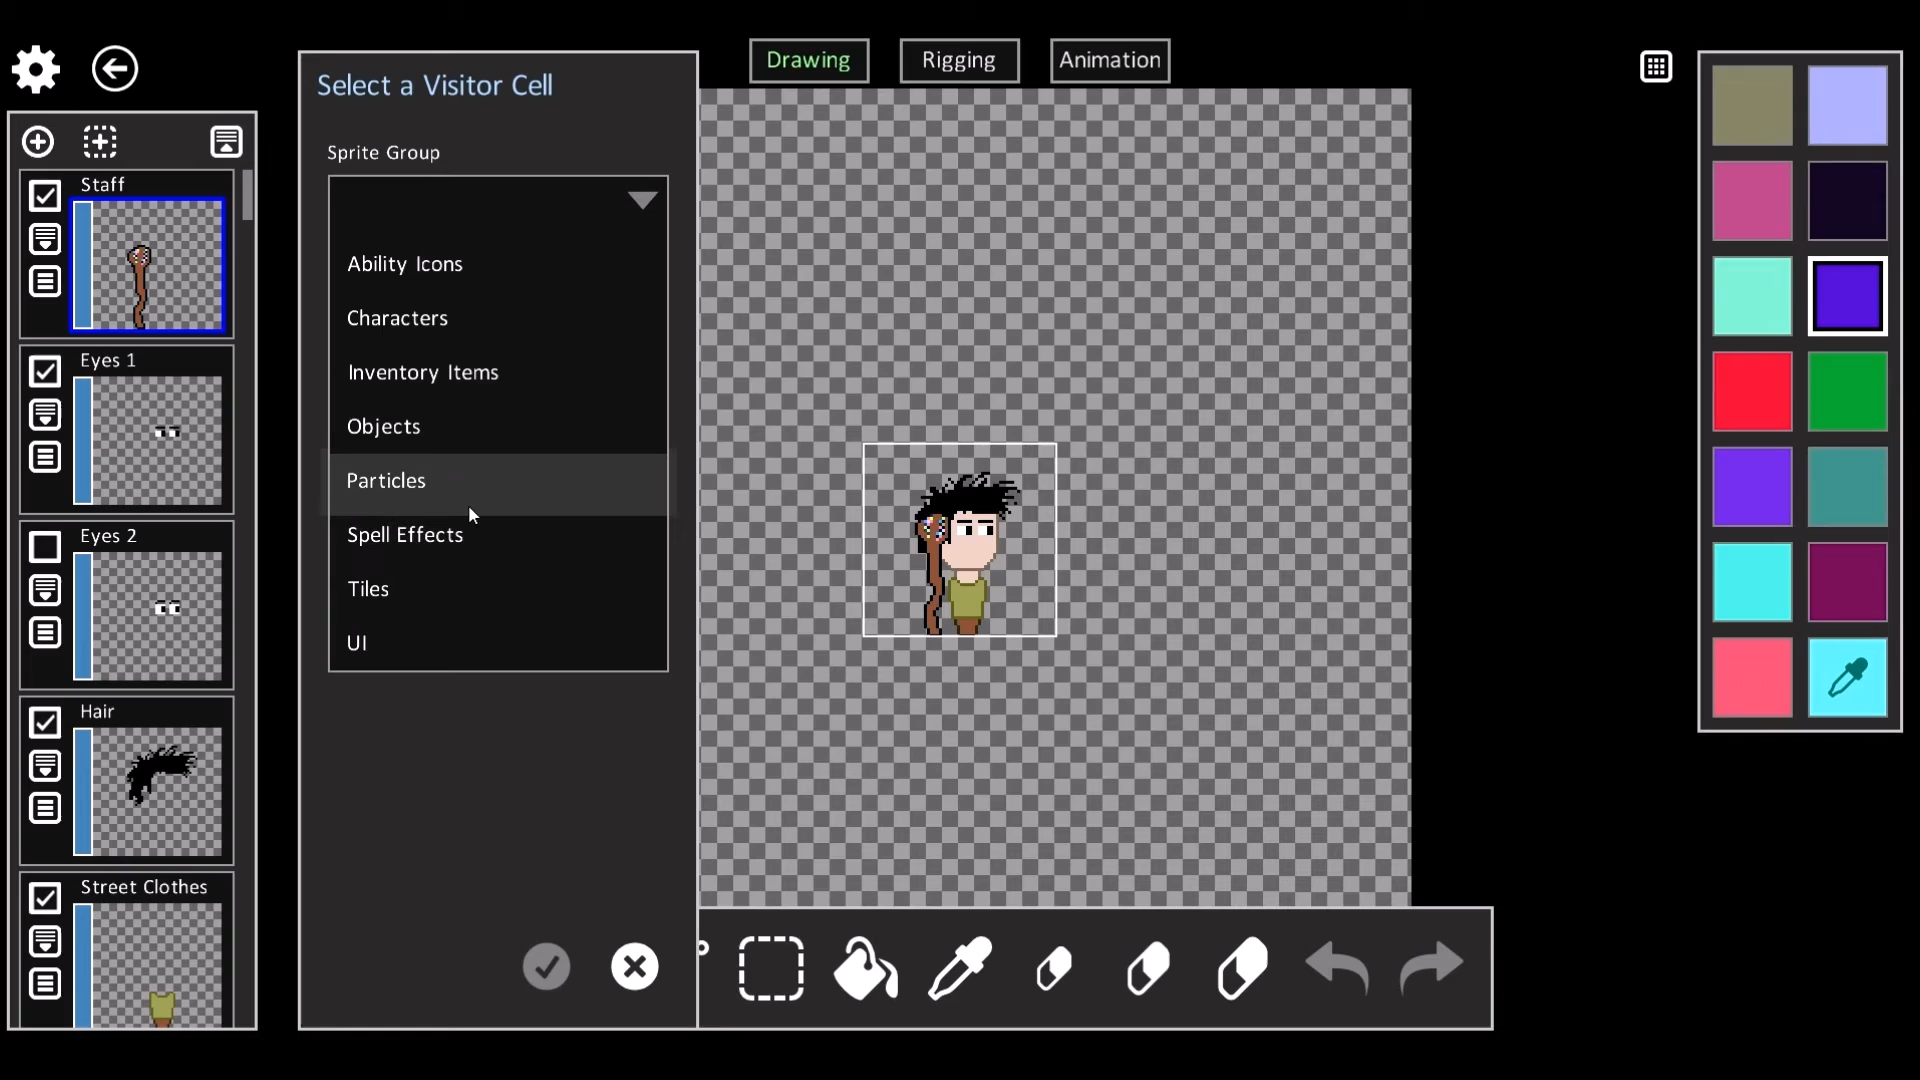 Drawing
Rigging
Animation
Select a Visitor Cell
Sprite Group
Ability Icons
Characters
Inventory Items
Objects
Particles
Spell Effects
Tiles
UI
Staff
Eyes 1
Eyes 2
Hair
Street Clothes